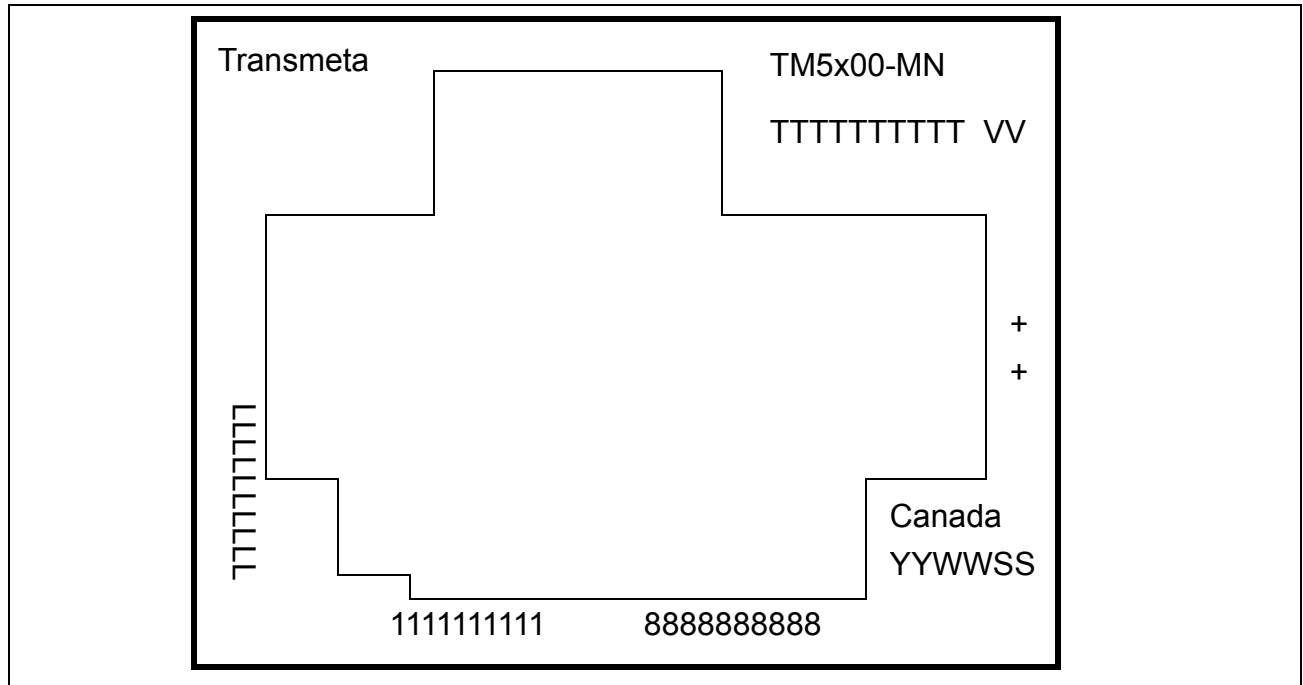 Transmeta
TM5x00-MN
TTTTTTTTTT VV
+
+
LLLLLLLLLL
Canada
YYWWSS
1111111111 8888888888